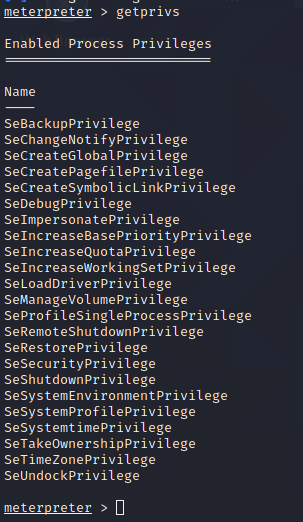 meterpreter > getprivs
Enabled Process Privileges
==========================
Name
----
SeBackupPrivilege
SeChangeNotifyPrivilege
SeCreateGlobalPrivilege
SeCreatePagefilePrivilege
SeCreateSymbolicLinkPrivilege
SeDebugPrivilege
SeImpersonatePrivilege
SeIncreaseBasePriorityPrivilege
SeIncreaseQuotaPrivilege
SeIncreaseWorkingSetPrivilege
SeLoadDriverPrivilege
SeManageVolumePrivilege
SeProfileSingleProcessPrivilege
SeRemoteShutdownPrivilege
SeRestorePrivilege
SeSecurityPrivilege
SeShutdownPrivilege
SeSystemEnvironmentPrivilege
SeSystemProfilePrivilege
SeSystemtimePrivilege
SeTakeOwnershipPrivilege
SeTimeZonePrivilege
SeUndockPrivilege
meterpreter >